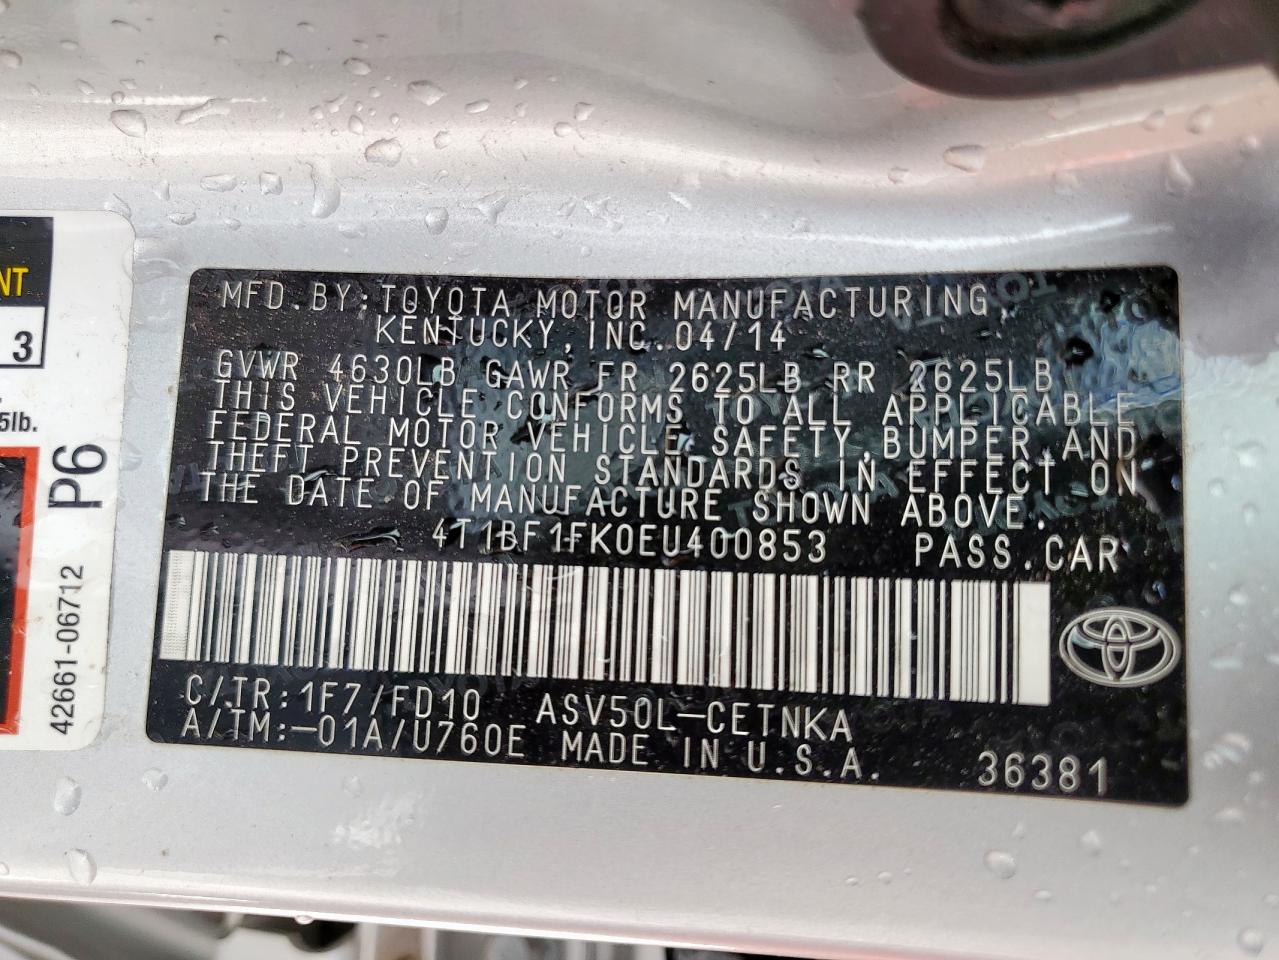 NT
3
5lb.
P6
42661-06712
MFD.BY:TOYOTA MOTOR MANUFACTURING,
KENTUCKY,INC. 04/14
GVWR 4630LB GAWR FR 2625LB RR 2625LB
THIS VEHICLE CONFORMS TO ALL APPLICABLE
FEDERAL MOTOR VEHICLE SAFETY,BUMPER,AND
THEFT PREVENTION STANDARDS IN EFFECT ON
THE DATE OF MANUFACTURE SHOWN ABOVE.
4T1BF1FK0EU400853 PASS.CAR
C/TR:1F7/FD10 ASV50L-CETNKA
A/TM:-01A/U760E MADE IN U.S.A. 36381